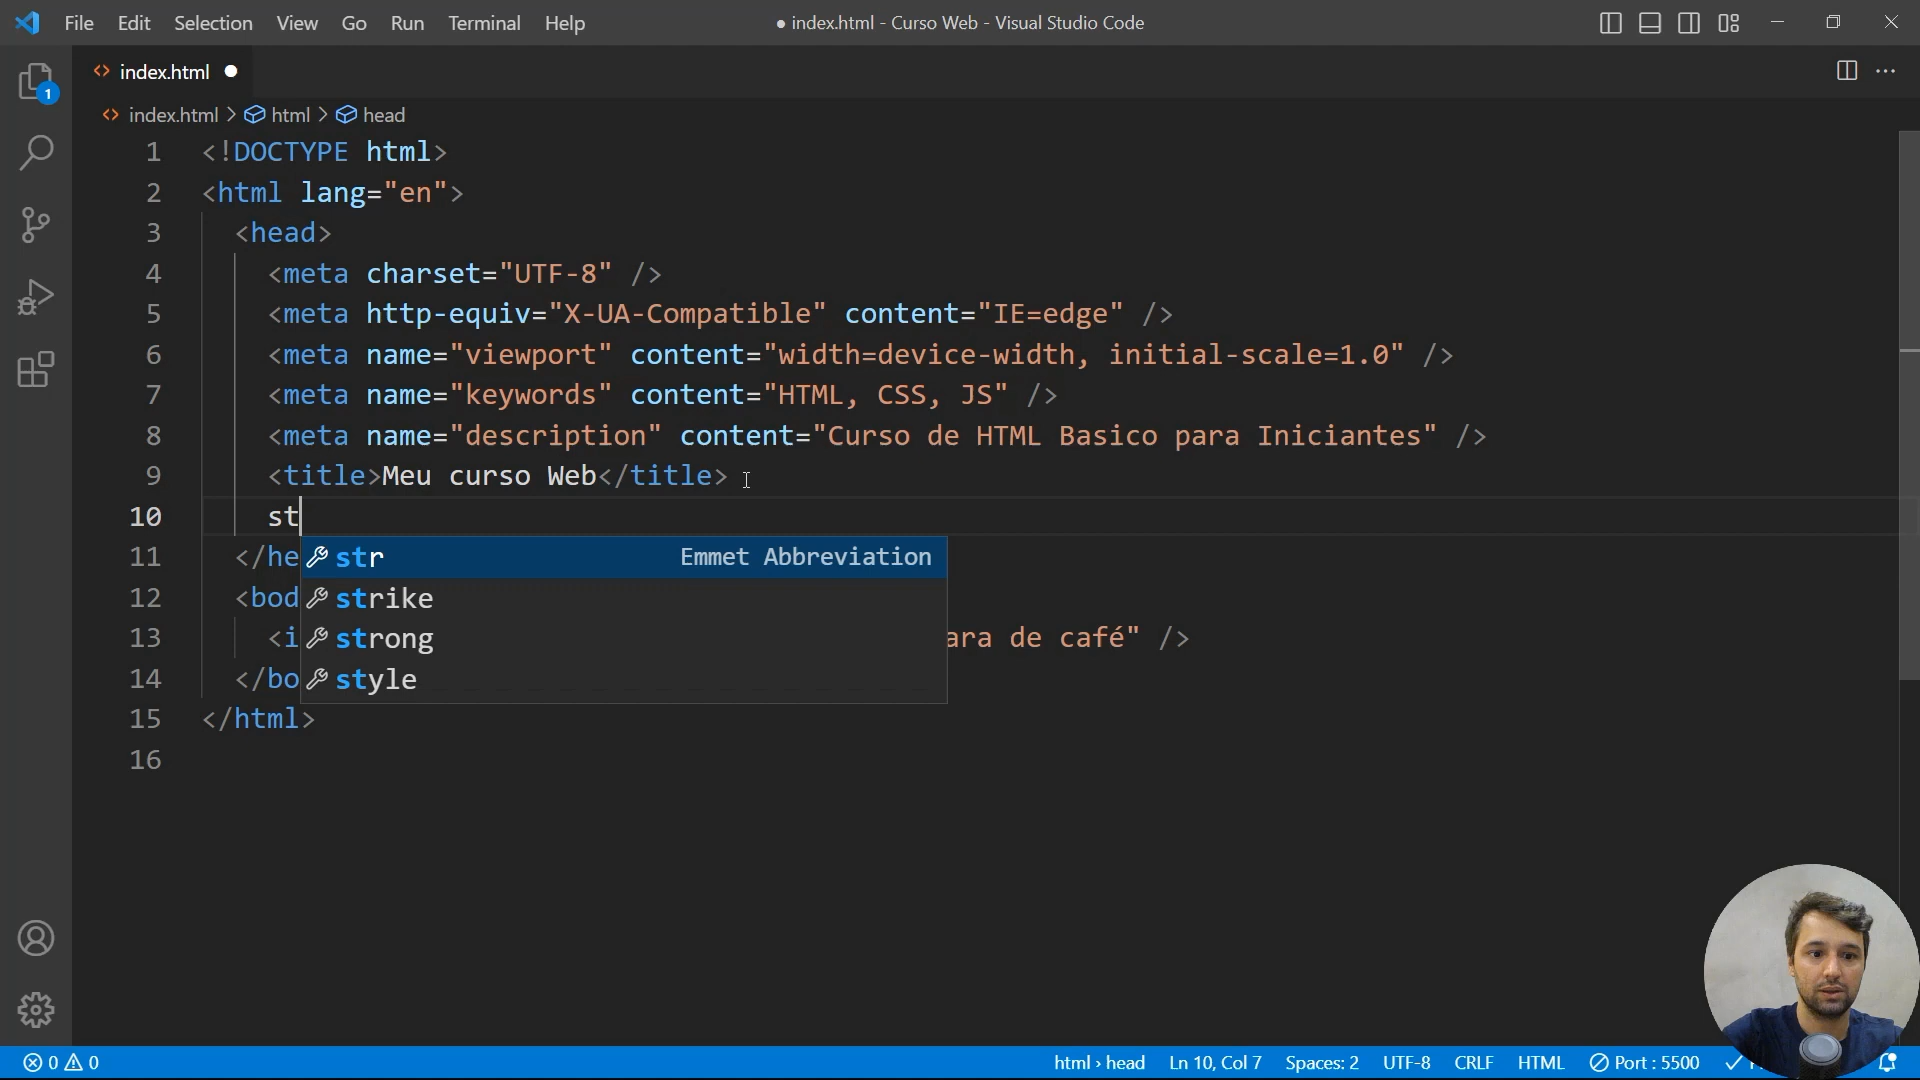 File Edit Selection View Go Run Terminal Help
● index.html - Curso Web - Visual Studio Code
index.html
1
index.html > html > head
1 <!DOCTYPE html>
2 <html lang="en">
3 <head>
4 <meta charset="UTF-8" />
5 <meta http-equiv="X-UA-Compatible" content="IE=edge" />
6 <meta name="viewport" content="width=device-width, initial-scale=1.0" />
7 <meta name="keywords" content="HTML, CSS, JS" />
8 <meta name="description" content="Curso de HTML Basico para Iniciantes" />
9 <title>Meu curso Web</title>
10 st
str Emmet Abbreviation
11 </he
12 <bod
strike
13 <i
strong
ara de café" />
14 </bo
style
15 </html>
16
0 0
html › head Ln 10, Col 7 Spaces: 2 UTF-8 CRLF HTML Port : 5500